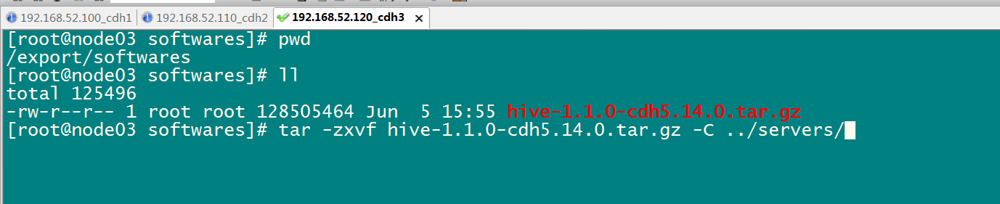 192.168.52.100_cdh1 192.168.52.110_cdh2 192.168.52.120_cdh3
[root@node03 softwares]# pwd
/export/softwares
[root@node03 softwares]# ll
total 125496
-rw-r--r-- 1 root root 128505464 Jun  5 15:55 hive-1.1.0-cdh5.14.0.tar.gz
[root@node03 softwares]# tar -zxvf hive-1.1.0-cdh5.14.0.tar.gz -C ../servers/